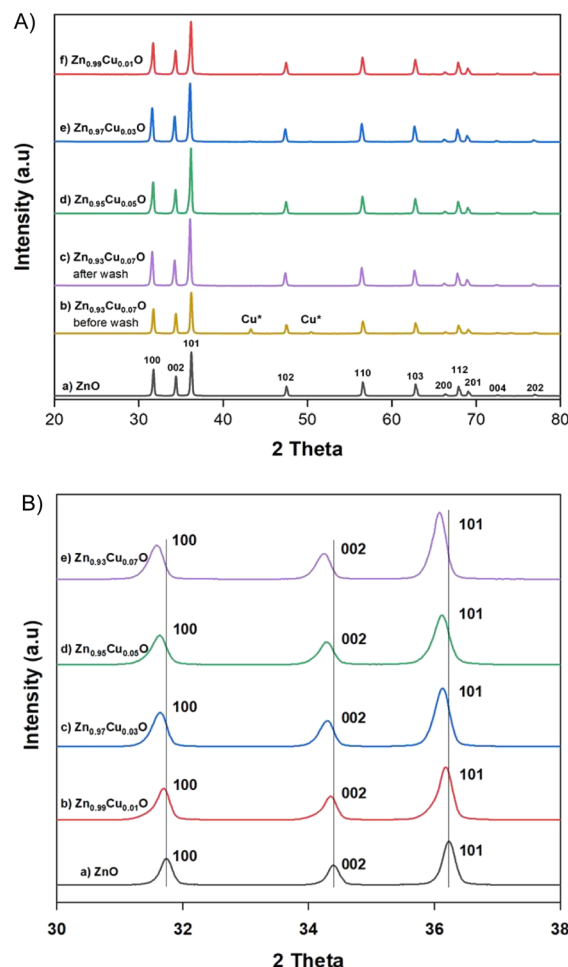 A)
f) Zn0.99Cu0.01O
e) Zn0.97Cu0.03O
d) Zn0.95Cu0.05O
c) Zn0.93Cu0.07O
after wash
b) Zn0.93Cu0.07O
before wash
Cu* Cu*
a) ZnO
100 002 101 102 110 103 200 112 201 004 202
Intensity (a.u)
20 30 40 50 60 70 80
2 Theta
B)
e) Zn0.93Cu0.07O 100 002 101
d) Zn0.95Cu0.05O 100 002 101
c) Zn0.97Cu0.03O 100 002 101
b) Zn0.99Cu0.01O 100 002 101
a) ZnO 100 002 101
Intensity (a.u)
30 32 34 36 38
2 Theta